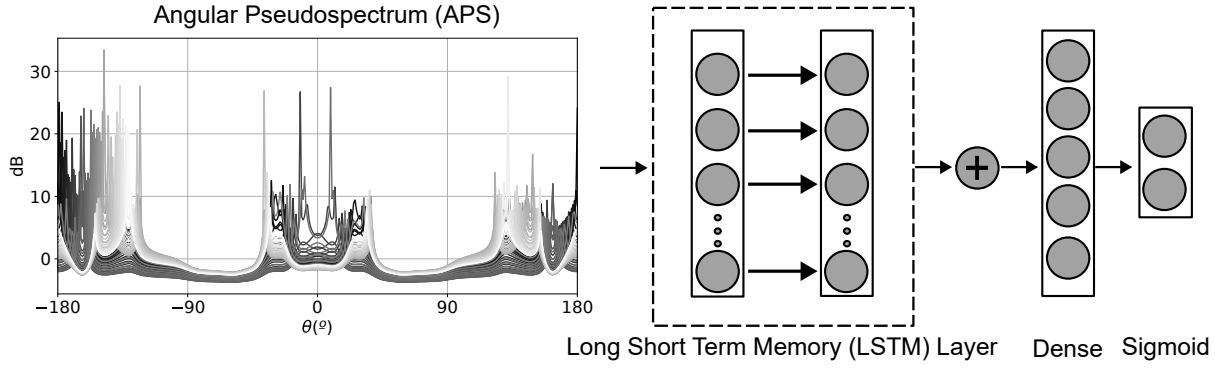 Angular Pseudospectrum (APS)
30
20
10
0
dB
−180
−90
0
90
180
θ(º)
+
Long Short Term Memory (LSTM) Layer
Dense
Sigmoid